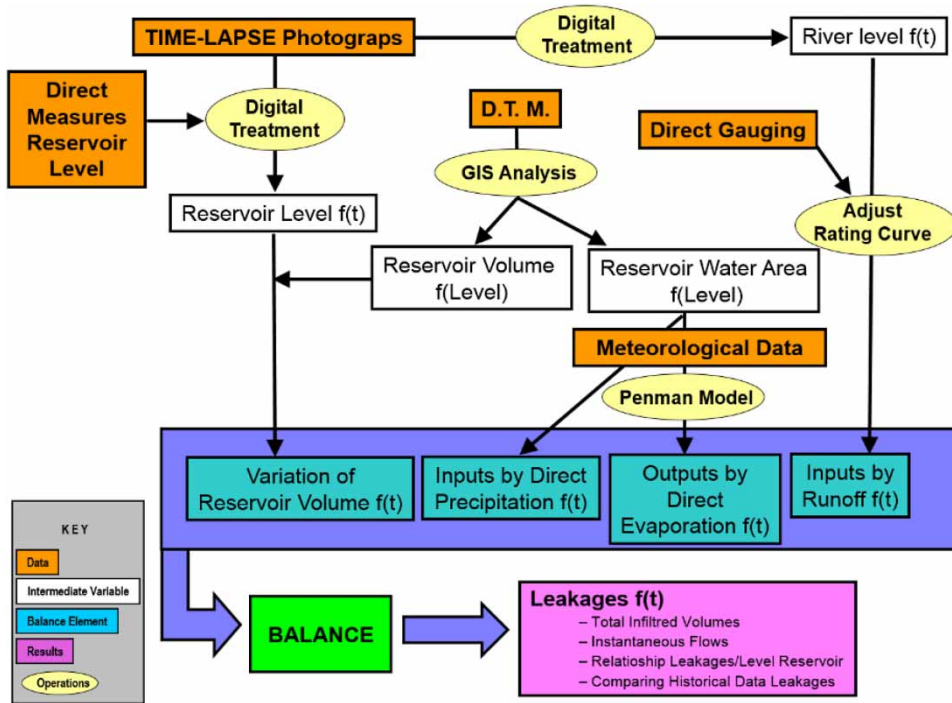 TIME-LAPSE Photograps
Digital
Treatment
River level f(t)
Direct
Measures
Reservoir
Level
Digital
Treatment
D.T. M.
Direct Gauging
GIS Analysis
Reservoir Level f(t)
Adjust
Rating Curve
Reservoir Volume
f(Level)
Reservoir Water Area
f(Level)
Meteorological Data
Penman Model
Variation of
Reservoir Volume f(t)
Inputs by Direct
Precipitation f(t)
Outputs by
Direct
Evaporation f(t)
Inputs by
Runoff f(t)
KEY
Data
Intermediate Variable
Balance Element
Results
Operations
BALANCE
Leakages f(t)
– Total Infiltred Volumes
– Instantaneous Flows
– Relatioship Leakages/Level Reservoir
– Comparing Historical Data Leakages